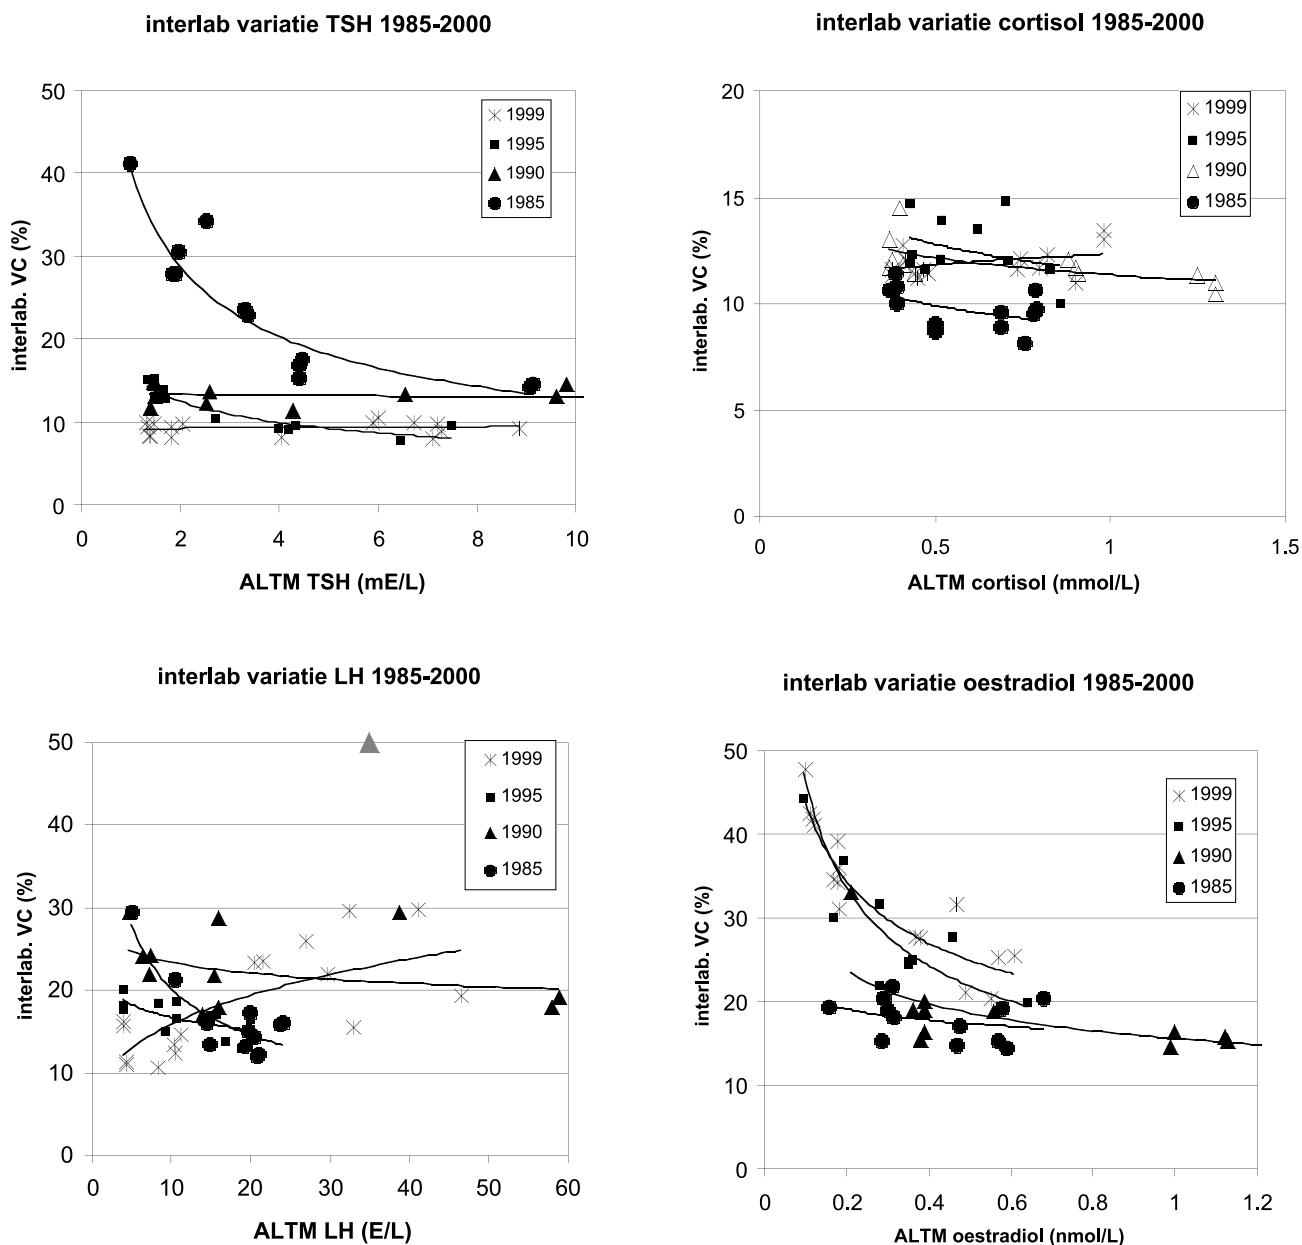 interlab variatie TSH 1985-2000
50
40
30
20
10
0
0 2 4 6 8 10
interlab. VC (%)
ALTM TSH (mE/L)
1999
1995
1990
1985
interlab variatie cortisol 1985-2000
20
15
10
5
0
0 0.5 1 1.5
interlab. VC (%)
ALTM cortisol (mmol/L)
1999
1995
1990
1985
interlab variatie LH 1985-2000
50
40
30
20
10
0
0 10 20 30 40 50 60
interlab. VC (%)
ALTM LH (E/L)
1999
1995
1990
1985
interlab variatie oestradiol 1985-2000
50
40
30
20
10
0
0 0.2 0.4 0.6 0.8 1 1.2
interlab. VC (%)
ALTM oestradiol (nmol/L)
1999
1995
1990
1985